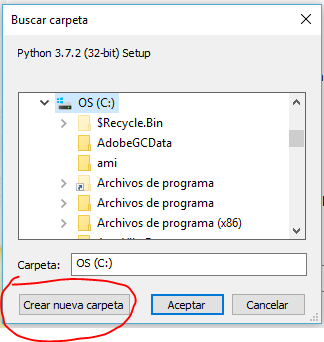 Buscar carpeta
Python 3.7.2 (32-bit) Setup
OS (C:)
$Recycle.Bin
AdobeGCData
ami
Archivos de programa
Archivos de programa
Archivos de programa (x86)
Carpeta: OS (C:)
Crear nueva carpeta Aceptar Cancelar